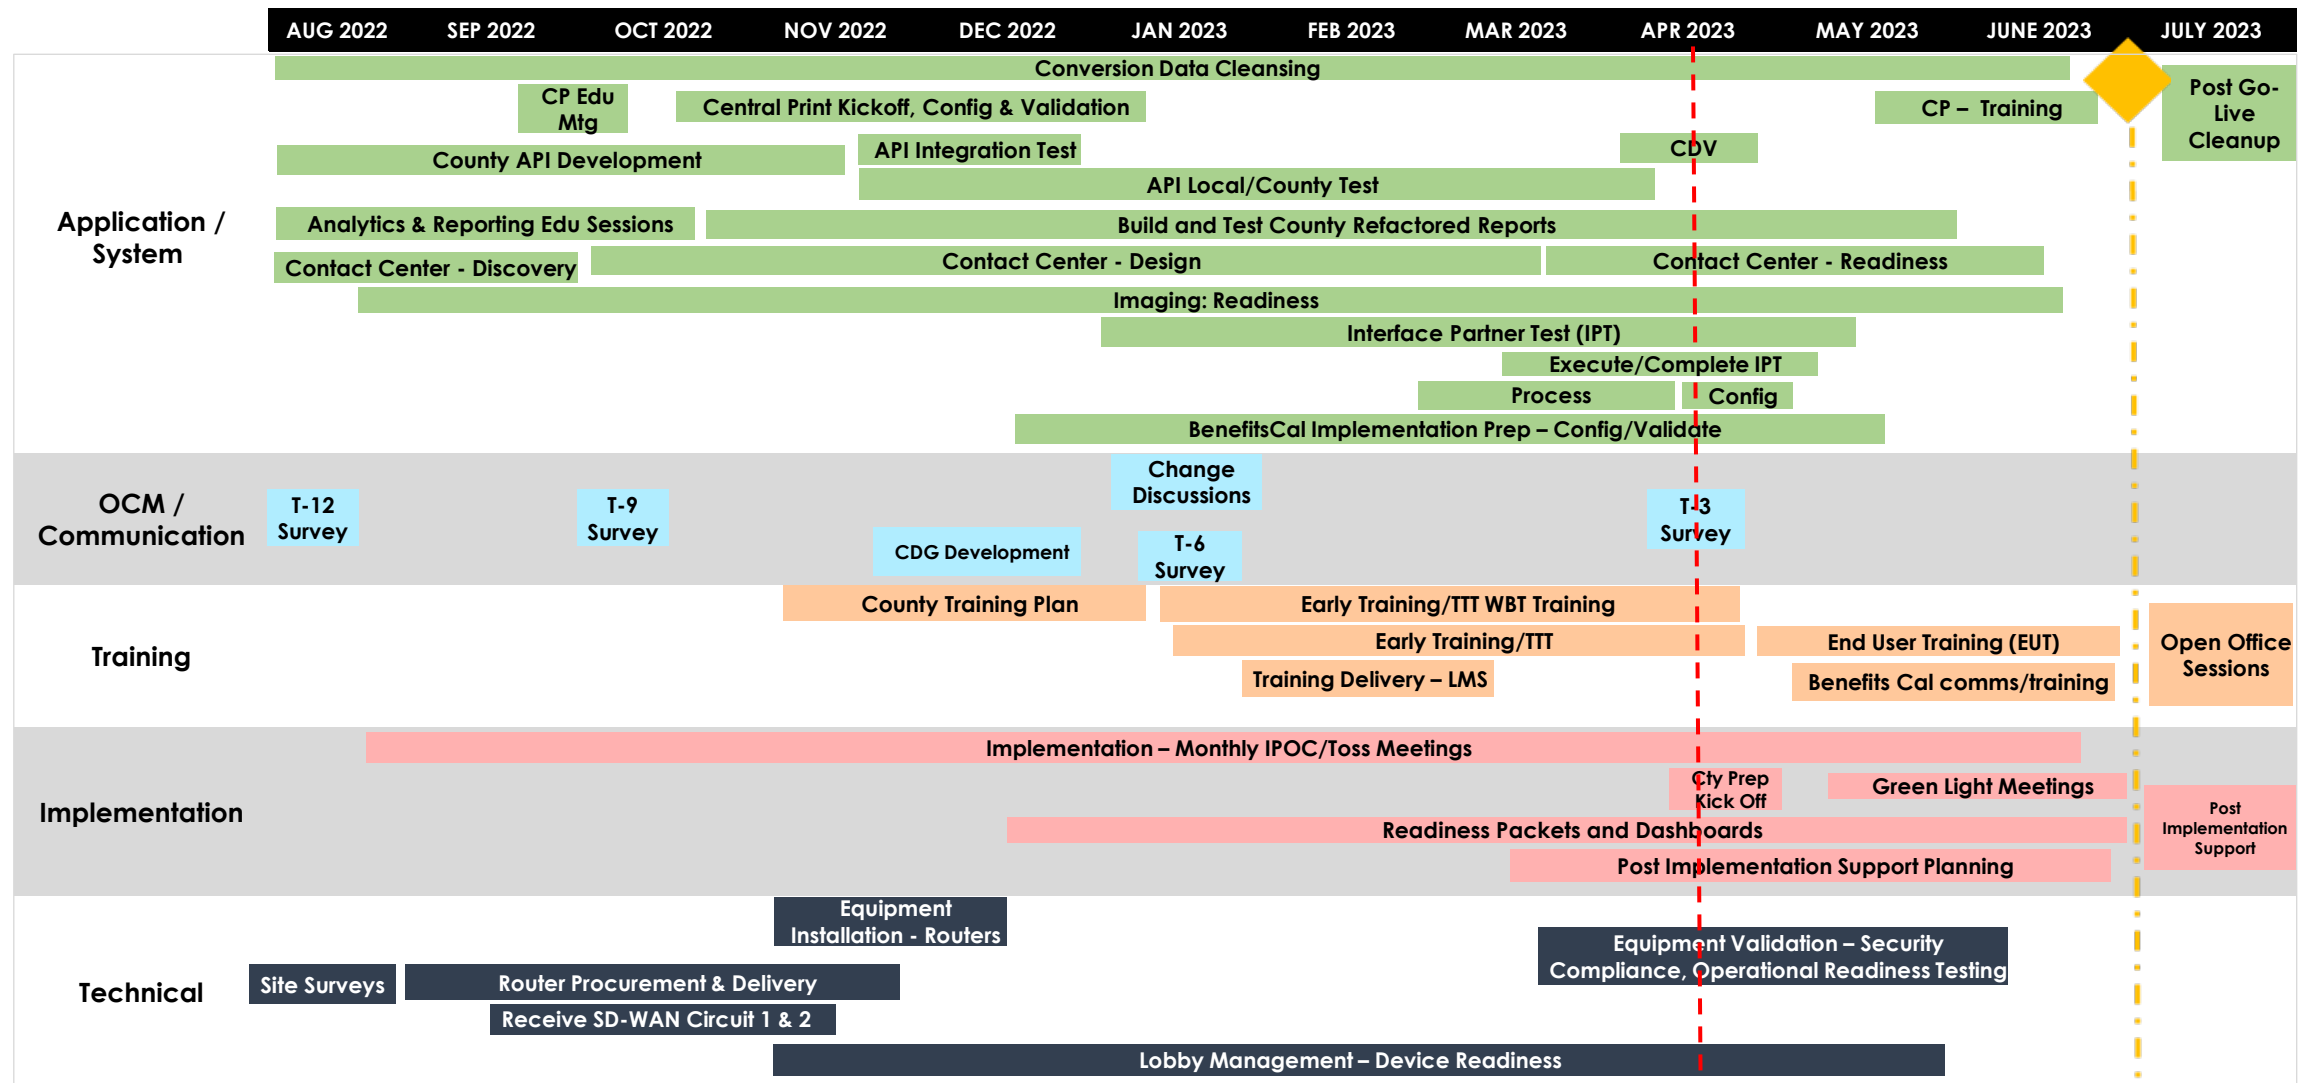 AUG 2022 SEP 2022 OCT 2022 NOV 2022 DEC 2022 JAN 2023 FEB 2023 MAR 2023 APR 2023 MAY 2023 JUNE 2023 JULY 2023
Application /
System
Conversion Data Cleansing
CP Edu
Mtg
Central Print Kickoff, Config & Validation
CP – Training
Post Go-
Live
Cleanup
County API Development
API Integration Test
CDV
API Local/County Test
Analytics & Reporting Edu Sessions
Build and Test County Refactored Reports
Contact Center - Discovery
Contact Center - Design
Contact Center - Readiness
Imaging: Readiness
Interface Partner Test (IPT)
Execute/Complete IPT
Process
Config
BenefitsCal Implementation Prep – Config/Validate
OCM /
Communication
T-12
Survey
T-9
Survey
Change
Discussions
CDG Development
T-6
Survey
T-3
Survey
Training
County Training Plan
Early Training/TTT WBT Training
Early Training/TTT
End User Training (EUT)
Training Delivery – LMS
Benefits Cal comms/training
Open Office
Sessions
Implementation
Implementation – Monthly IPOC/Toss Meetings
Cty Prep
Kick Off
Green Light Meetings
Readiness Packets and Dashboards
Post Implementation Support Planning
Post
Implementation
Support
Technical
Equipment
Installation - Routers
Equipment Validation – Security
Compliance, Operational Readiness Testing
Site Surveys
Router Procurement & Delivery
Receive SD-WAN Circuit 1 & 2
Lobby Management – Device Readiness